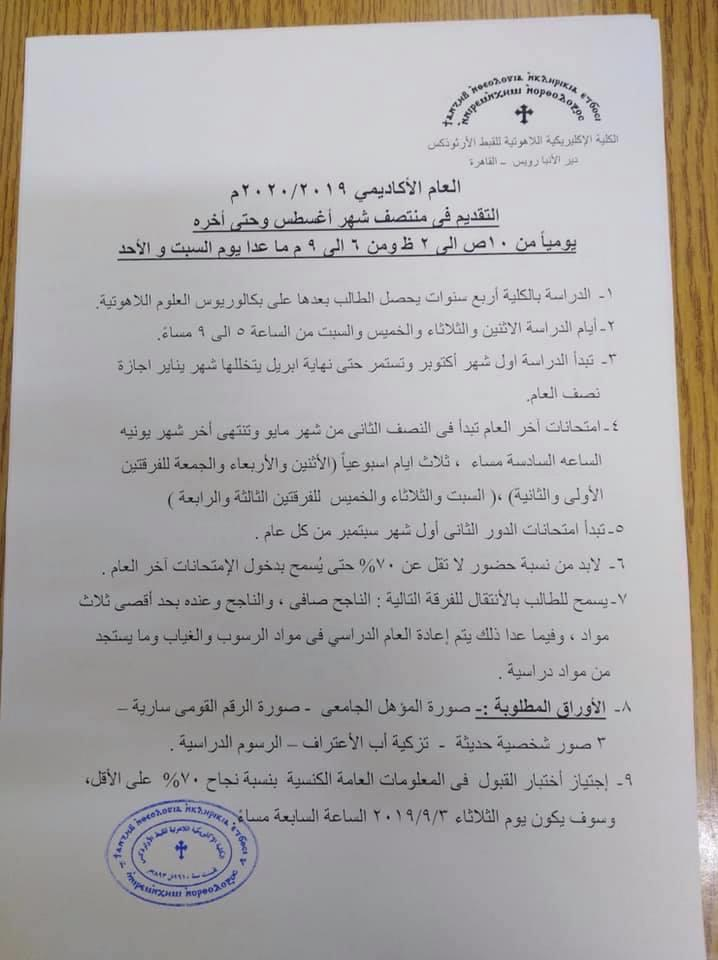 الكلية الإكليريكية اللاهوتية للقبط الأرثوذكس
دير الأنبا رويس – القاهرة
العام الأكاديمي ٢٠٢٠/٢٠١٩م
التقديم فى منتصف شهر أغسطس وحتى أخره
يومياً من ١٠ص الى ٢ ظ ومن ٦ الى ٩ م ما عدا يوم السبت و الأحد
١- الدراسة بالكلية أربع سنوات يحصل الطالب بعدها على بكالوريوس العلوم اللاهوتية.
٢- أيام الدراسة الاثنين والثلاثاء والخميس والسبت من الساعة ٥ الى ٩ مساءً.
٣- تبدأ الدراسة اول شهر أكتوبر وتستمر حتى نهاية ابريل يتخللها شهر يناير اجازة
نصف العام.
٤- امتحانات آخر العام تبدأ فى النصف الثانى من شهر مايو وتنتهى أخر شهر يونيه
الساعه السادسة مساء ، ثلاث ايام اسبوعياً (الأثنين والأربعاء والجمعة للفرقتين
الأولى والثانية) ،( السبت والثلاثاء والخميس للفرقتين الثالثة والرابعة )
٥- تبدأ امتحانات الدور الثانى أول شهر سبتمبر من كل عام .
٦- لابد من نسبة حضور لا تقل عن ٧٠% حتى يُسمح بدخول الإمتحانات آخر العام .
٧- يسمح للطالب بالأنتقال للفرقة التالية : الناجح صافى ، والناجح وعنده بحد أقصى ثلاث
مواد ، وفيما عدا ذلك يتم إعادة العام الدراسي فى مواد الرسوب والغياب وما يستجد
من مواد دراسية .
٨- الأوراق المطلوبة :- صورة المؤهل الجامعى - صورة الرقم القومى سارية –
٣ صور شخصية حديثة - تزكية أب الأعتراف – الرسوم الدراسية .
٩- إجتياز أختبار القبول فى المعلومات العامة الكنسية بنسبة نجاح ٧٠% على الأقل،
وسوف يكون يوم الثلاثاء ٢٠١٩/٩/٣ الساعة السابعة مساءً
الكلية الإكليريكية اللاهوتية للقبط الأرثوذكس